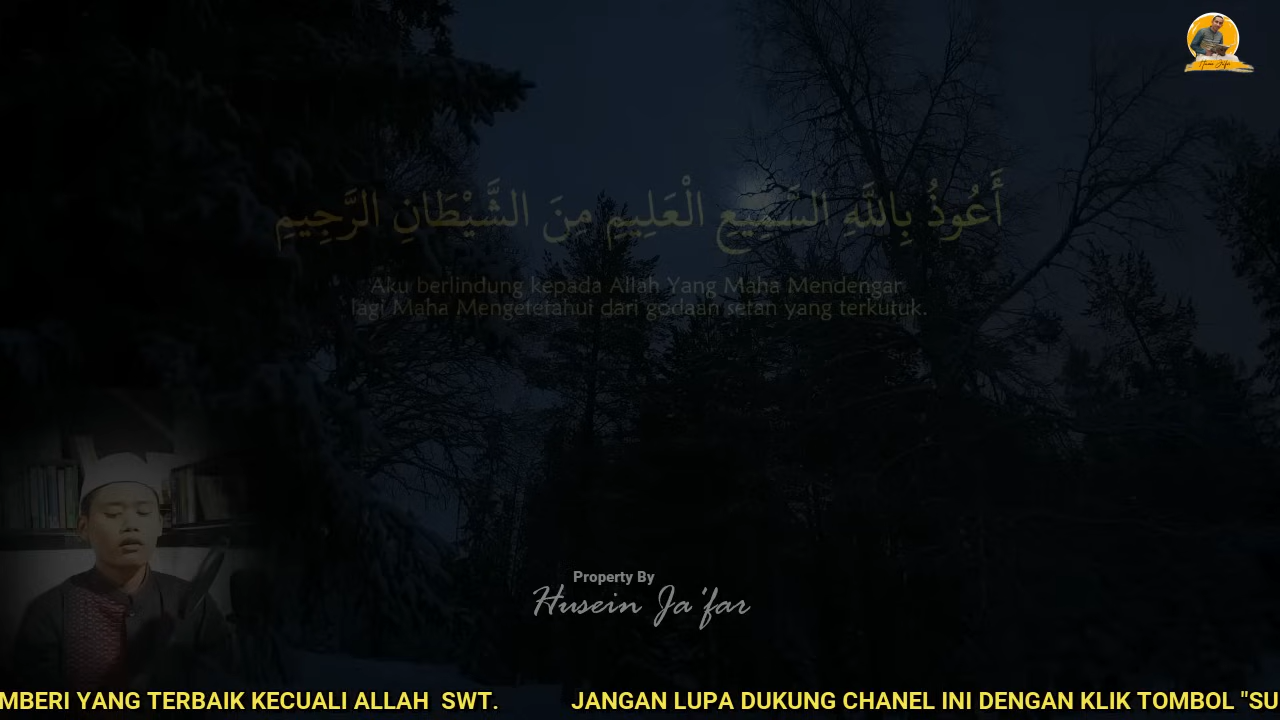 أَعُوذُ بِاللَّهِ السَّمِيعِ الْعَلِيمِ مِنَ الشَّيْطَانِ الرَّجِيمِ
Aku berlindung kepada Allah Yang Maha Mendengar
lagi Maha Mengetetahui dari godaan setan yang terkutuk.
Property By
Husein Ja'far
MBERI YANG TERBAIK KECUALI ALLAH SWT. JANGAN LUPA DUKUNG CHANEL INI DENGAN KLIK TOMBOL "SU